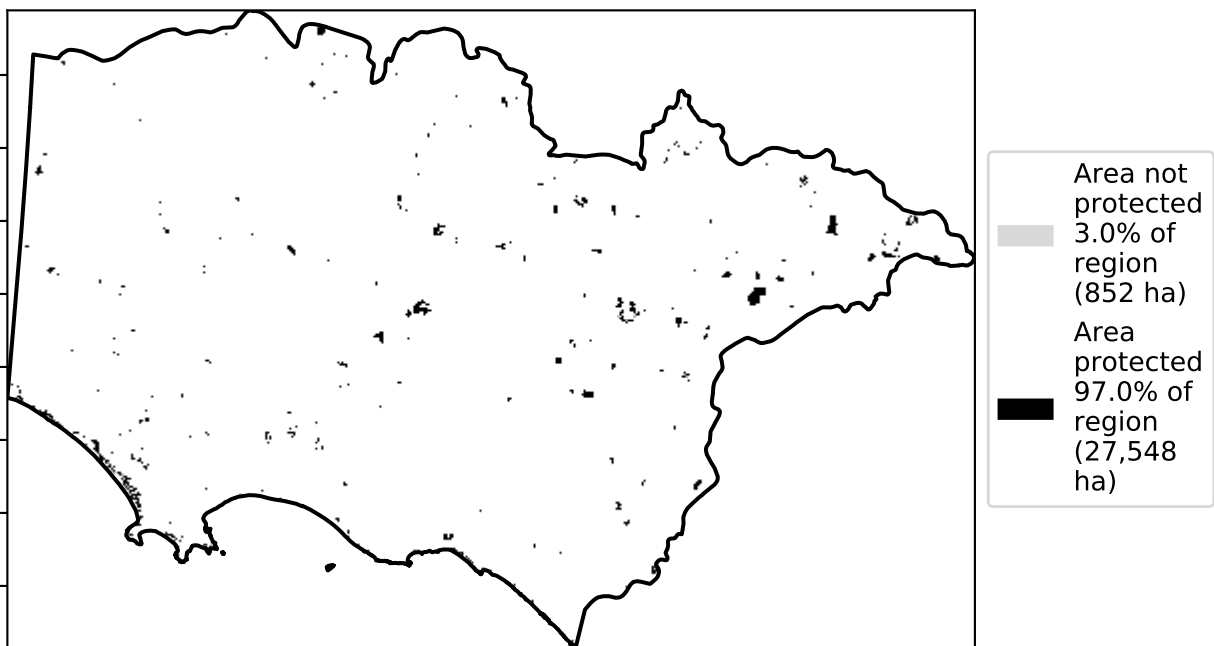 Area not
protected
3.0% of
region
(852 ha)
Area
protected
97.0% of
region
(27,548
ha)